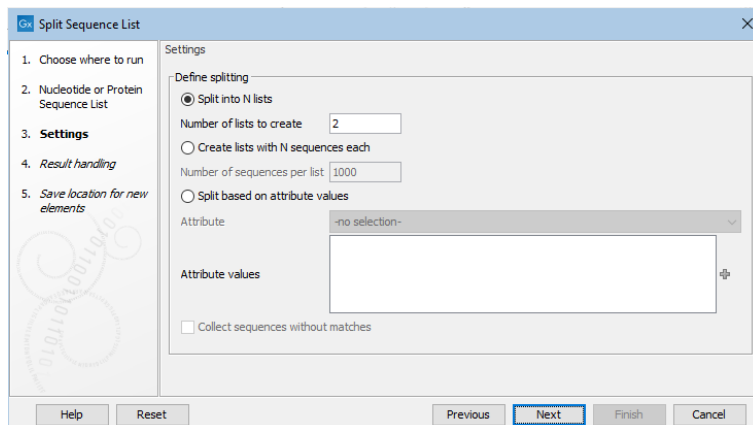 Gx Split Sequence List
1. Choose where to run
2. Nucleotide or Protein
Sequence List
3. Settings
4. Result handling
5. Save location for new
elements
Settings
Define splitting
Split into N lists
Number of lists to create 2
Create lists with N sequences each
Number of sequences per list 1000
Split based on attribute values
Attribute -no selection-
Attribute values
Collect sequences without matches
Help Reset Previous Next Finish Cancel